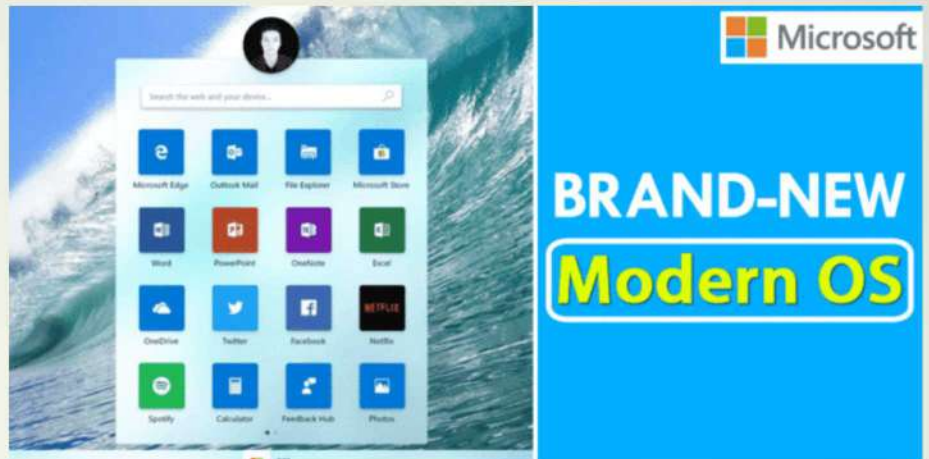 Search the web and your device...
Microsoft Edge
Outlook Mail
File Explorer
Microsoft Store
Word
PowerPoint
OneNote
Excel
OneDrive
Twitter
Facebook
NETFLIX
Netflix
Spotify
Calculator
Feedback Hub
Photos
Microsoft
BRAND-NEW
Modern OS